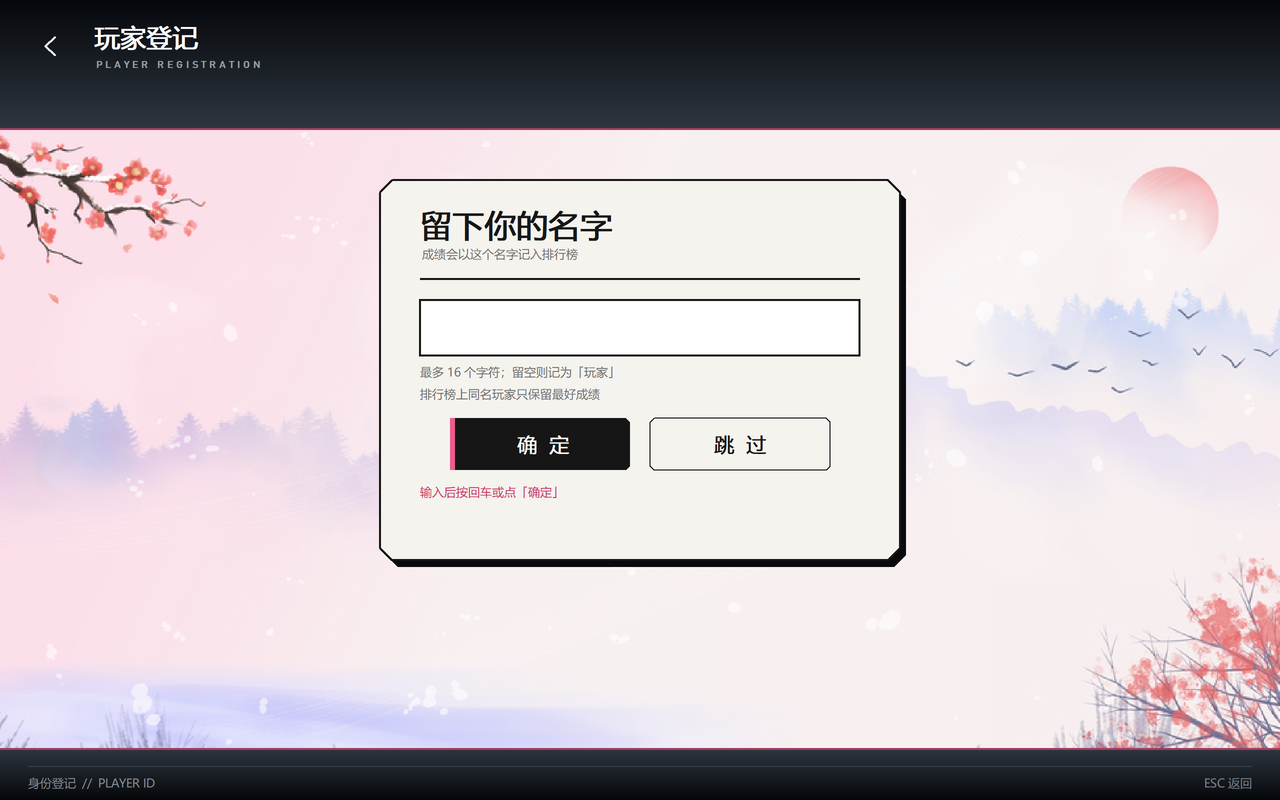 玩家登记
PLAYER REGISTRATION
留下你的名字
成绩会以这个名字记入排行榜
最多 16 个字符；留空则记为「玩家」
排行榜上同名玩家只保留最好成绩
确 定
跳 过
输入后按回车或点「确定」
身份登记 // PLAYER ID
ESC 返回